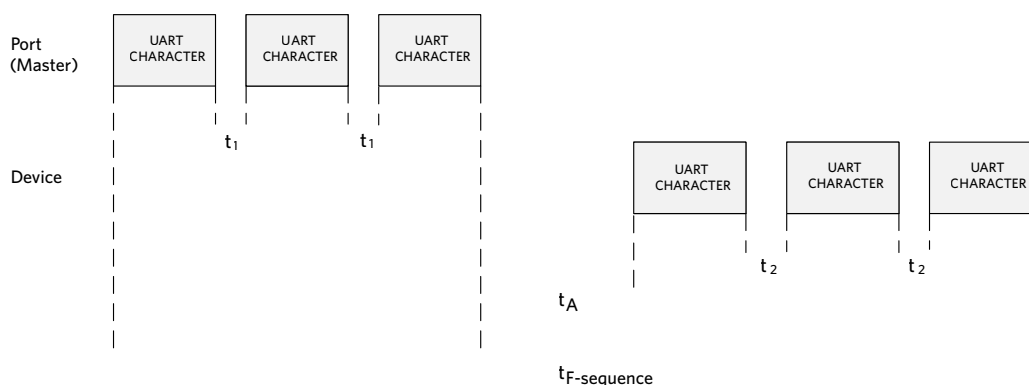 Port
(Master)
UART
CHARACTER
UART
CHARACTER
UART
CHARACTER
t1
t1
Device
UART
CHARACTER
UART
CHARACTER
UART
CHARACTER
t2
t2
tA
tF-sequence